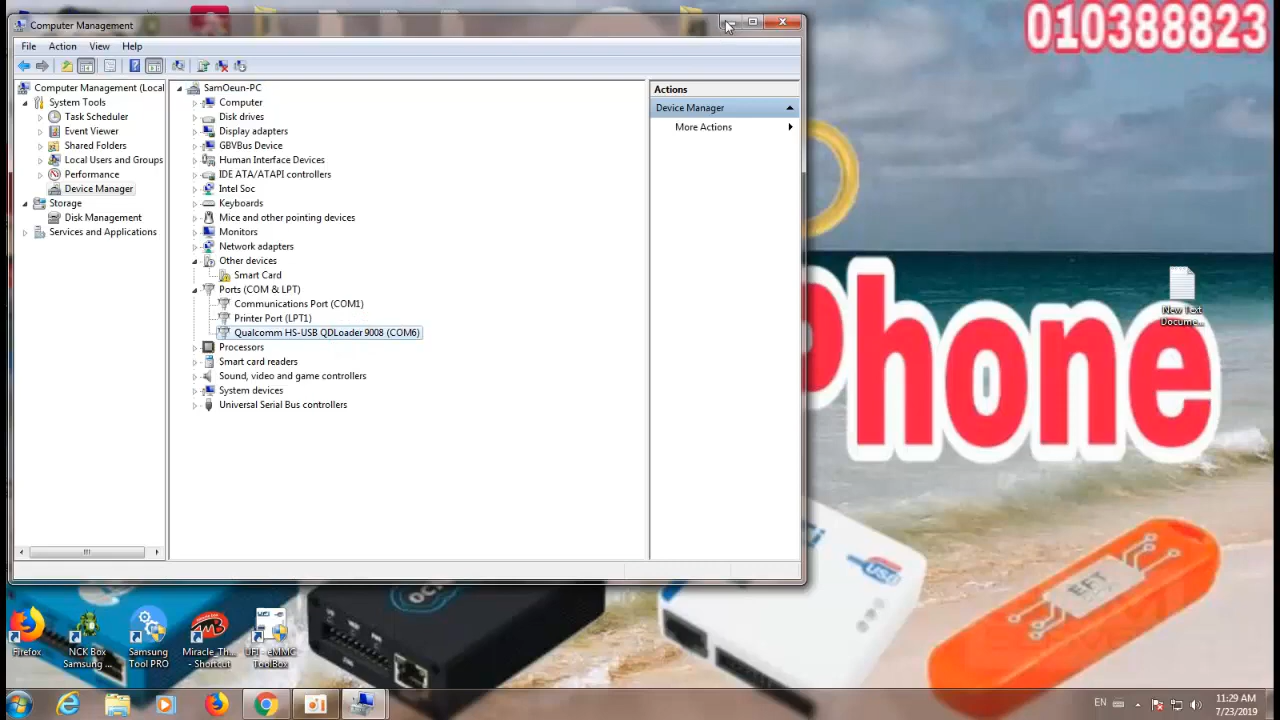 Computer Management
010388823
File Action View Help
Computer Management (Local
System Tools
Task Scheduler
Event Viewer
Shared Folders
Local Users and Groups
Performance
Device Manager
Storage
Disk Management
Services and Applications
SamOeun-PC
Computer
Disk drives
Display adapters
GBVBus Device
Human Interface Devices
IDE ATA/ATAPI controllers
Intel Soc
Keyboards
Mice and other pointing devices
Monitors
Network adapters
Other devices
Smart Card
Ports (COM & LPT)
Communications Port (COM1)
Printer Port (LPT1)
Qualcomm HS-USB QDLoader 9008 (COM6)
Processors
Smart card readers
Sound, video and game controllers
System devices
Universal Serial Bus controllers
Actions
Device Manager
More Actions
New Text
Docume...
Phone
USB
EFT
Firefox
NCK Box
Samsung ...
Samsung
Tool PRO
Miracle_Th...
- Shortcut
UFI - eMMC
ToolBox
EN
11:29 AM
7/23/2019